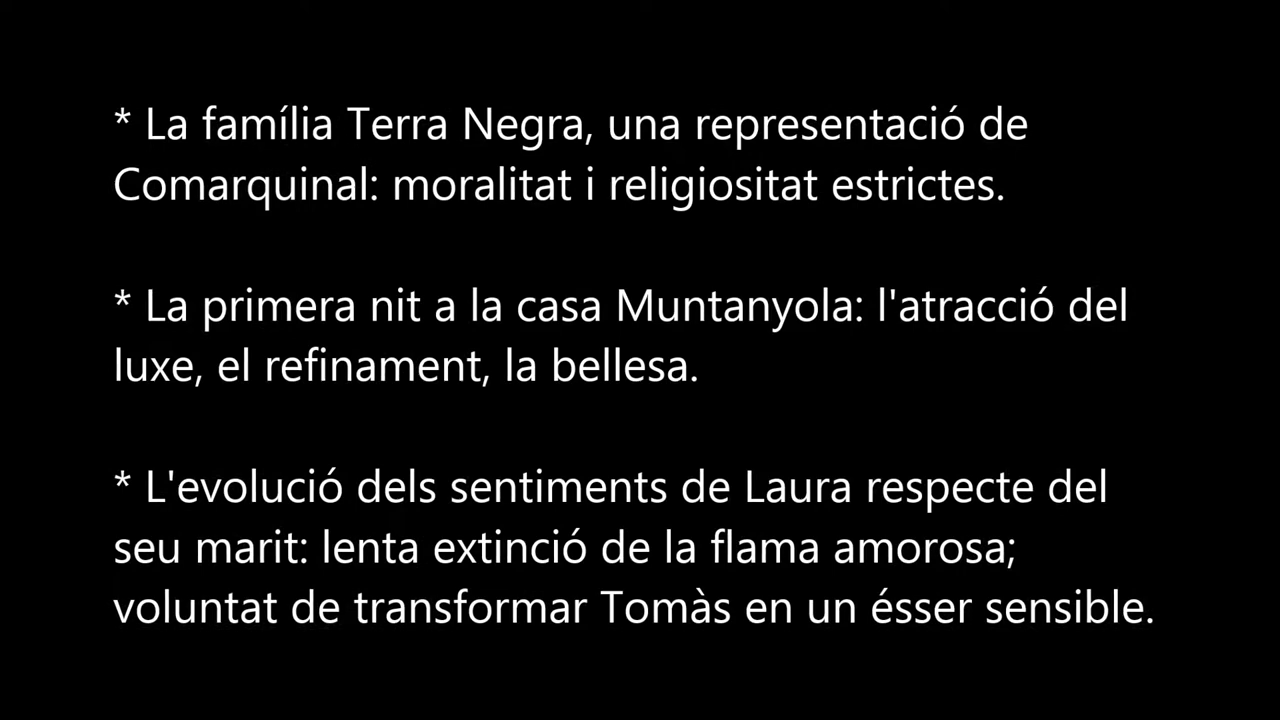 * La família Terra Negra, una representació de
Comarquinal: moralitat i religiositat estrictes.
* La primera nit a la casa Muntanyola: l'atracció del
luxe, el refinament, la bellesa.
* L'evolució dels sentiments de Laura respecte del
seu marit: lenta extinció de la flama amorosa;
voluntat de transformar Tomàs en un ésser sensible.